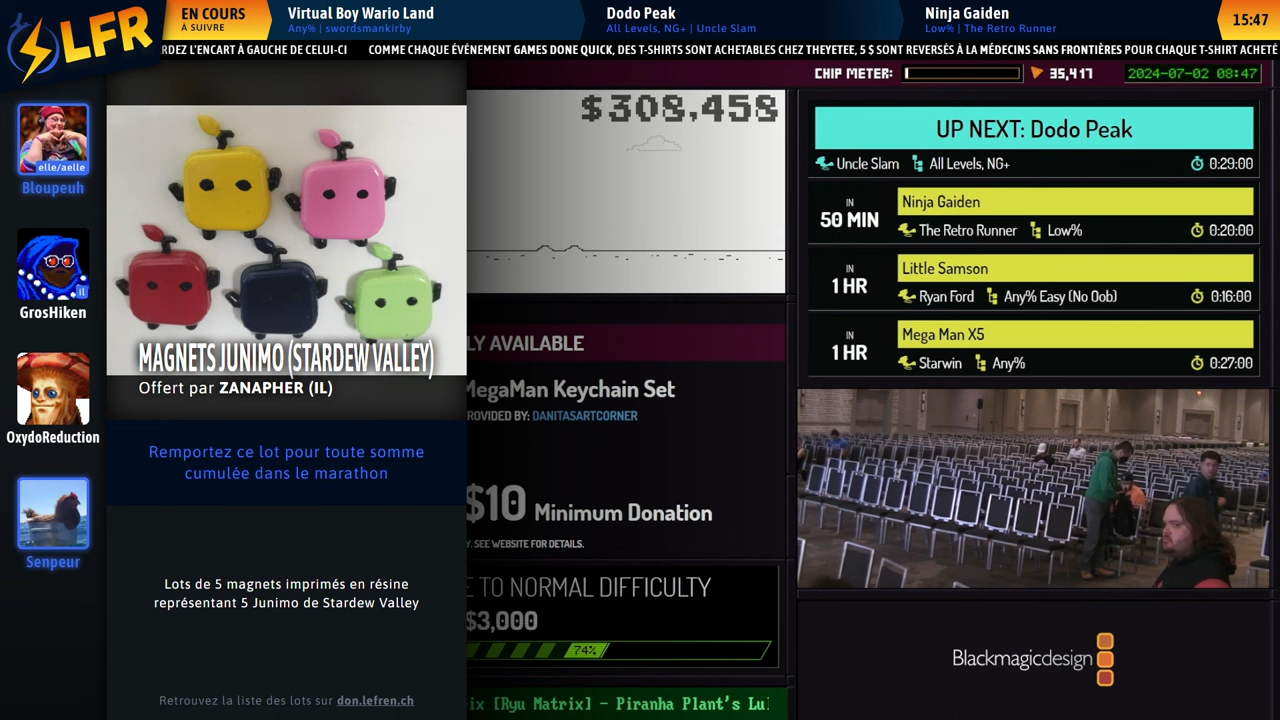 LFR
EN COURS
À SUIVRE
Virtual Boy Wario Land
Any% | swordsmankirby
Dodo Peak
All Levels, NG+ | Uncle Slam
Ninja Gaiden
Low% | The Retro Runner
15:47
RDEZ L'ENCART À GAUCHE DE CELUI-CI COMME CHAQUE ÉVÉNEMENT GAMES DONE QUICK, DES T-SHIRTS SONT ACHETABLES CHEZ THEYETEE, 5 $ SONT REVERSÉS À LA MÉDECINS SANS FRONTIÈRES POUR CHAQUE T-SHIRT ACHETÉ
CHIP METER:
35,417
2024-07-02 08:47
elle/aelle
Bloupeuh
il
GrosHiken
OxydoReduction
Senpeur
MAGNETS JUNIMO (STARDEW VALLEY)
Offert par ZANAPHER (IL)
Remportez ce lot pour toute somme
cumulée dans le marathon
Lots de 5 magnets imprimés en résine
représentant 5 Junimo de Stardew Valley
Retrouvez la liste des lots sur don.lefren.ch
$308,458
LY AVAILABLE
MegaMan Keychain Set
PROVIDED BY: DANITASARTCORNER
$10 Minimum Donation
Y. SEE WEBSITE FOR DETAILS.
E TO NORMAL DIFFICULTY
$3,000
74%
ix [Ryu Matrix] - Piranha Plant's Lul
UP NEXT: Dodo Peak
Uncle Slam All Levels, NG+ 0:29:00
IN
50 MIN
Ninja Gaiden
The Retro Runner Low% 0:20:00
IN
1 HR
Little Samson
Ryan Ford Any% Easy (No Oob) 0:16:00
IN
1 HR
Mega Man X5
Starwin Any% 0:27:00
Blackmagicdesign